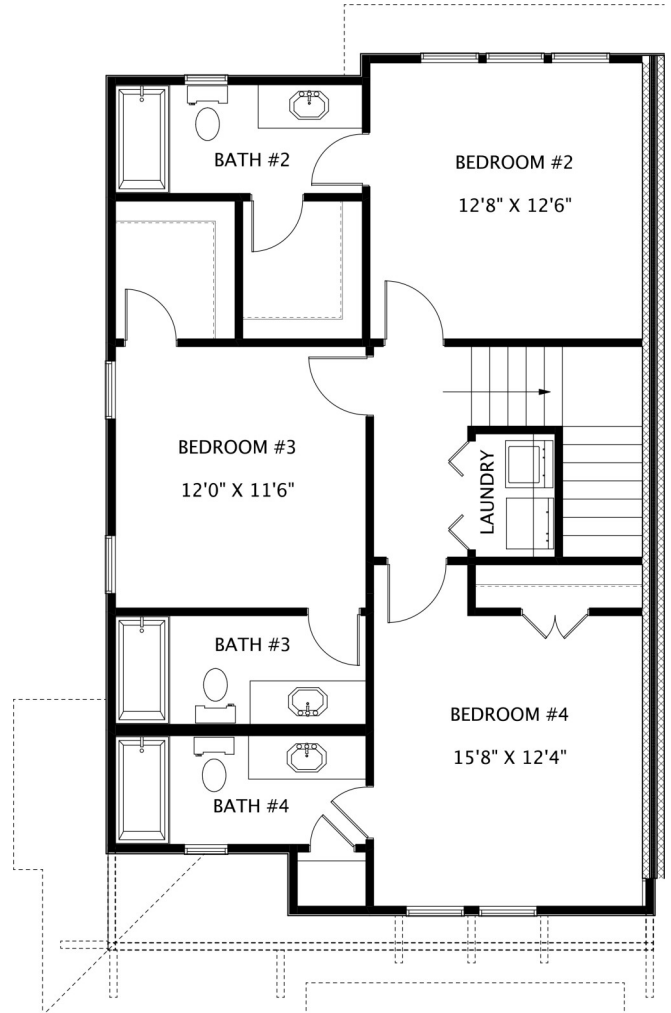 BATH #2
BEDROOM #2
12'8" X 12'6"
BEDROOM #3
12'0" X 11'6"
LAUNDRY
BATH #3
BEDROOM #4
15'8" X 12'4"
BATH #4